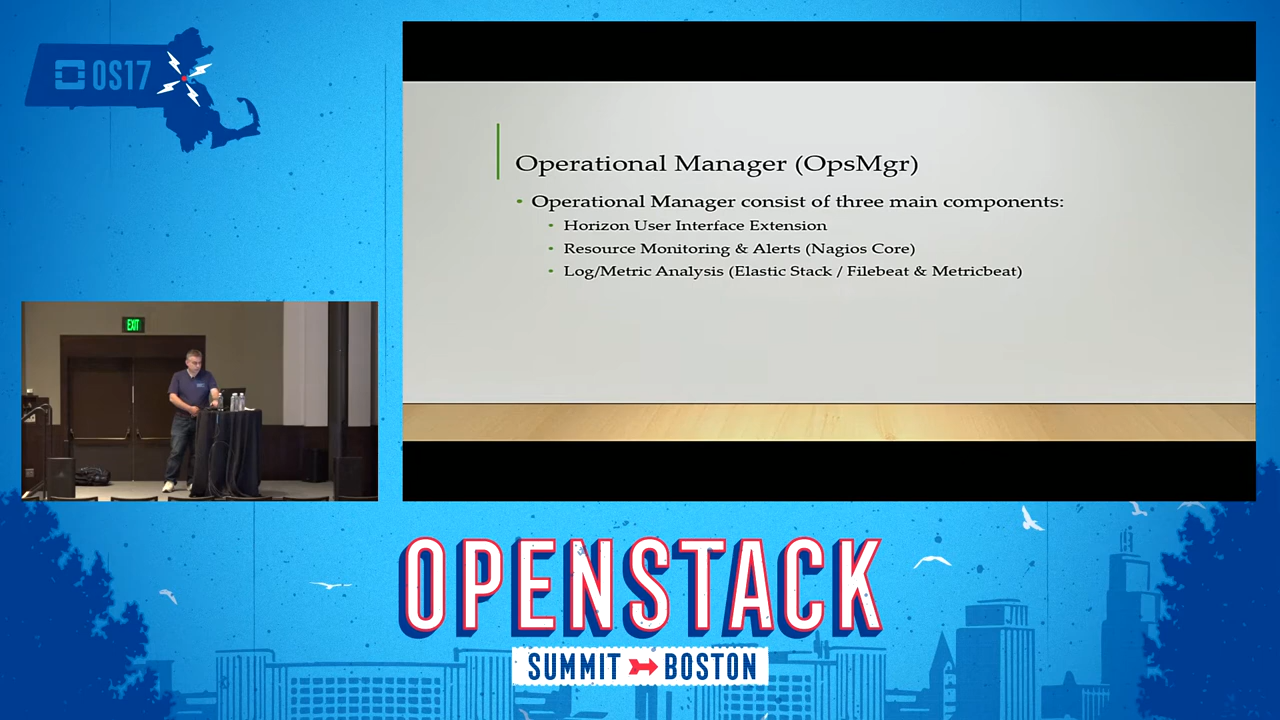 OS17
Operational Manager (OpsMgr)
• Operational Manager consist of three main components:
• Horizon User Interface Extension
• Resource Monitoring & Alerts (Nagios Core)
• Log/Metric Analysis (Elastic Stack / Filebeat & Metricbeat)
EXIT
OPENSTACK
SUMMIT BOSTON